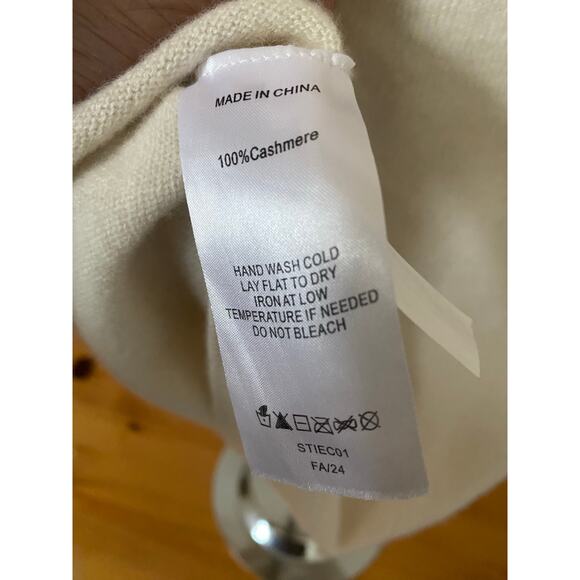 MADE IN CHINA
100%Cashmere
HAND WASH COLD
LAY FLAT TO DRY
IRON AT LOW
TEMPERATURE IF NEEDED
DO NOT BLEACH
STIEC01
FA/24